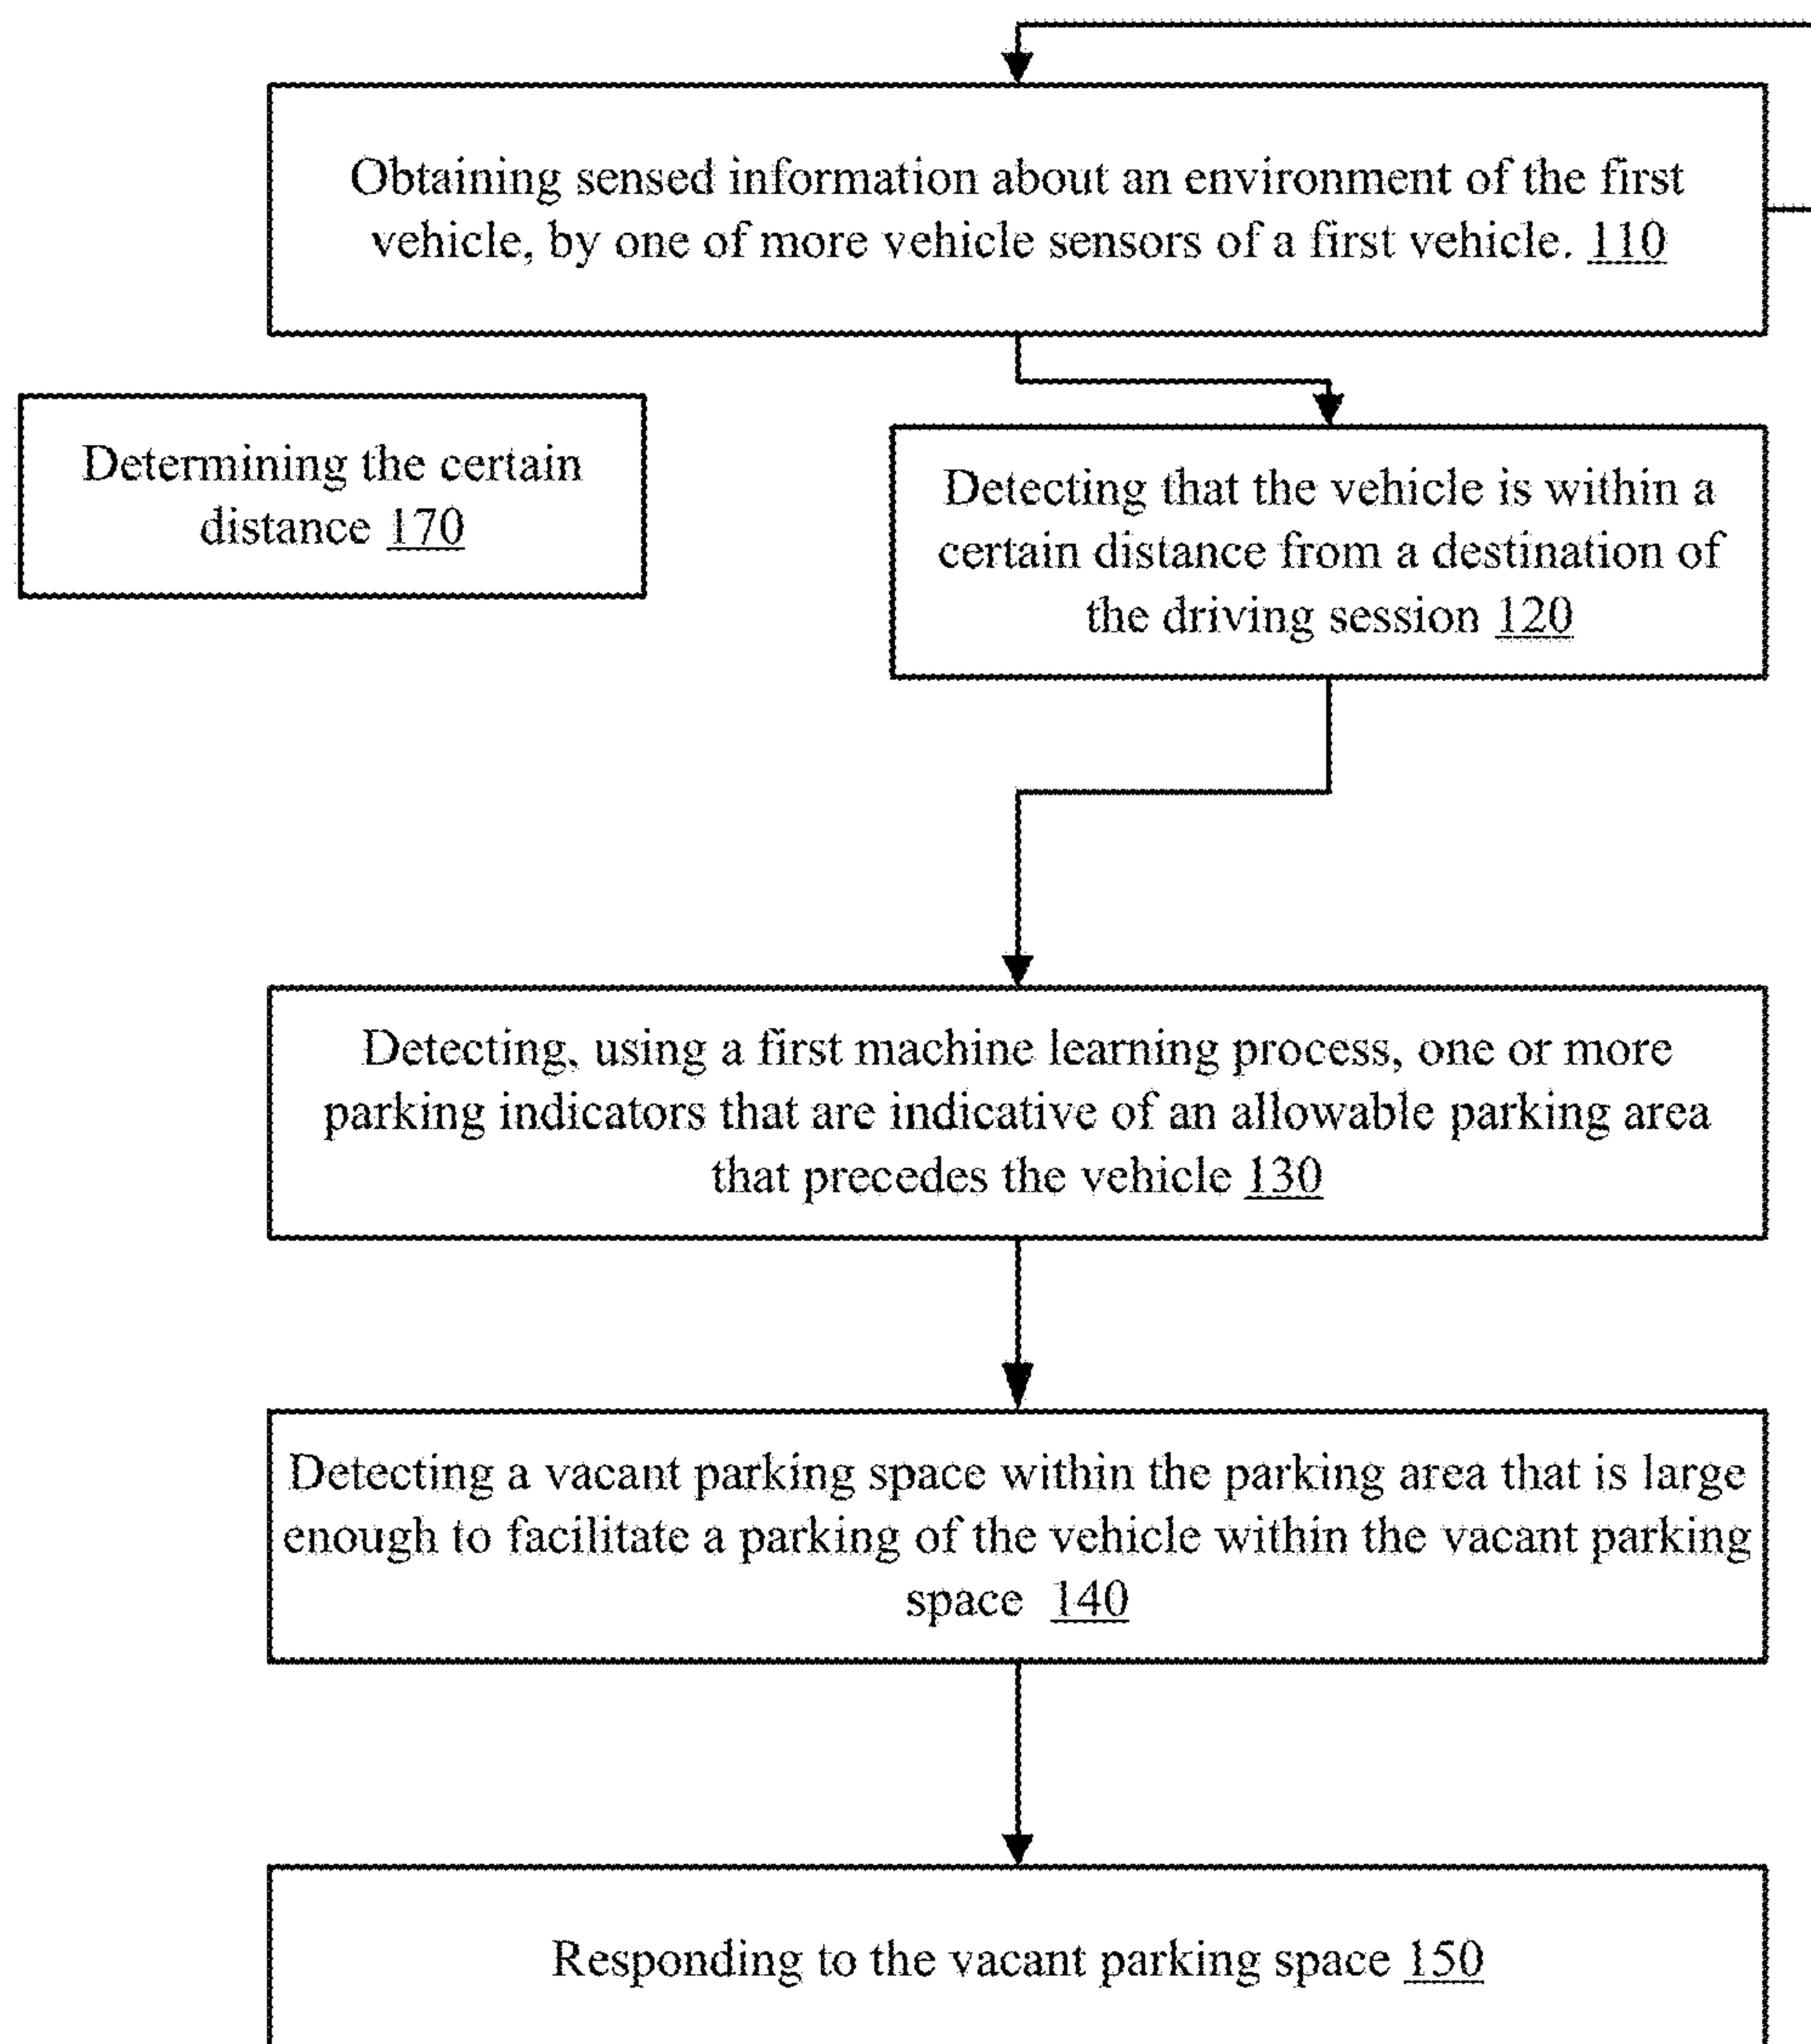 Obtaining sensed information about an environment of the first
vehicle, by one of more vehicle sensors of a first vehicle. 110
Determining the certain
distance 170
Detecting that the vehicle is within a
certain distance from a destination of
the driving session 120
Detecting, using a first machine learning process, one or more
parking indicators that are indicative of an allowable parking area
that precedes the vehicle 130
Detecting a vacant parking space within the parking area that is large
enough to facilitate a parking of the vehicle within the vacant parking
space 140
Responding to the vacant parking space 150